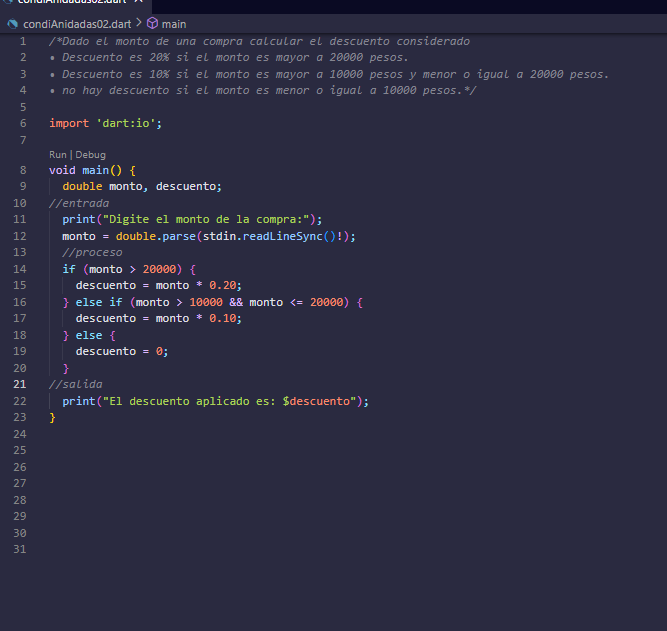 condiAnidadas02.dart
condiAnidadas02.dart > main
1 /*Dado el monto de una compra calcular el descuento considerado
2 • Descuento es 20% si el monto es mayor a 20000 pesos.
3 • Descuento es 10% si el monto es mayor a 10000 pesos y menor o igual a 20000 pesos.
4 • no hay descuento si el monto es menor o igual a 10000 pesos.*/
5
6 import 'dart:io';
7
Run | Debug
8 void main() {
9   double monto, descuento;
10 //entrada
11   print("Digite el monto de la compra:");
12   monto = double.parse(stdin.readLineSync()!);
13   //proceso
14   if (monto > 20000) {
15     descuento = monto * 0.20;
16   } else if (monto > 10000 && monto <= 20000) {
17     descuento = monto * 0.10;
18   } else {
19     descuento = 0;
20   }
21 //salida
22   print("El descuento aplicado es: $descuento");
23 }
24
25
26
27
28
29
30
31